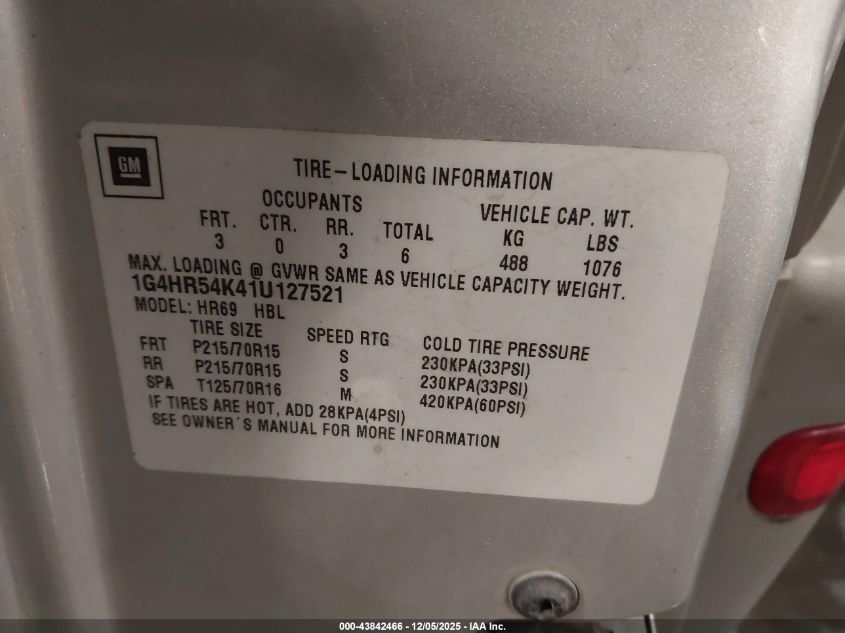 GM
TIRE-LOADING INFORMATION
OCCUPANTS VEHICLE CAP. WT.
FRT. CTR. RR. TOTAL KG LBS
3 0 3 6 488 1076
MAX. LOADING @ GVWR SAME AS VEHICLE CAPACITY WEIGHT.
1G4HR54K41U127521
MODEL: HR69 HBL
TIRE SIZE SPEED RTG COLD TIRE PRESSURE
FRT P215/70R15 S 230KPA(33PSI)
RR P215/70R15 S 230KPA(33PSI)
SPA T125/70R16 M 420KPA(60PSI)
IF TIRES ARE HOT, ADD 28KPA(4PSI)
SEE OWNER'S MANUAL FOR MORE INFORMATION
000-43842466 - 12/05/2025 - IAA Inc.